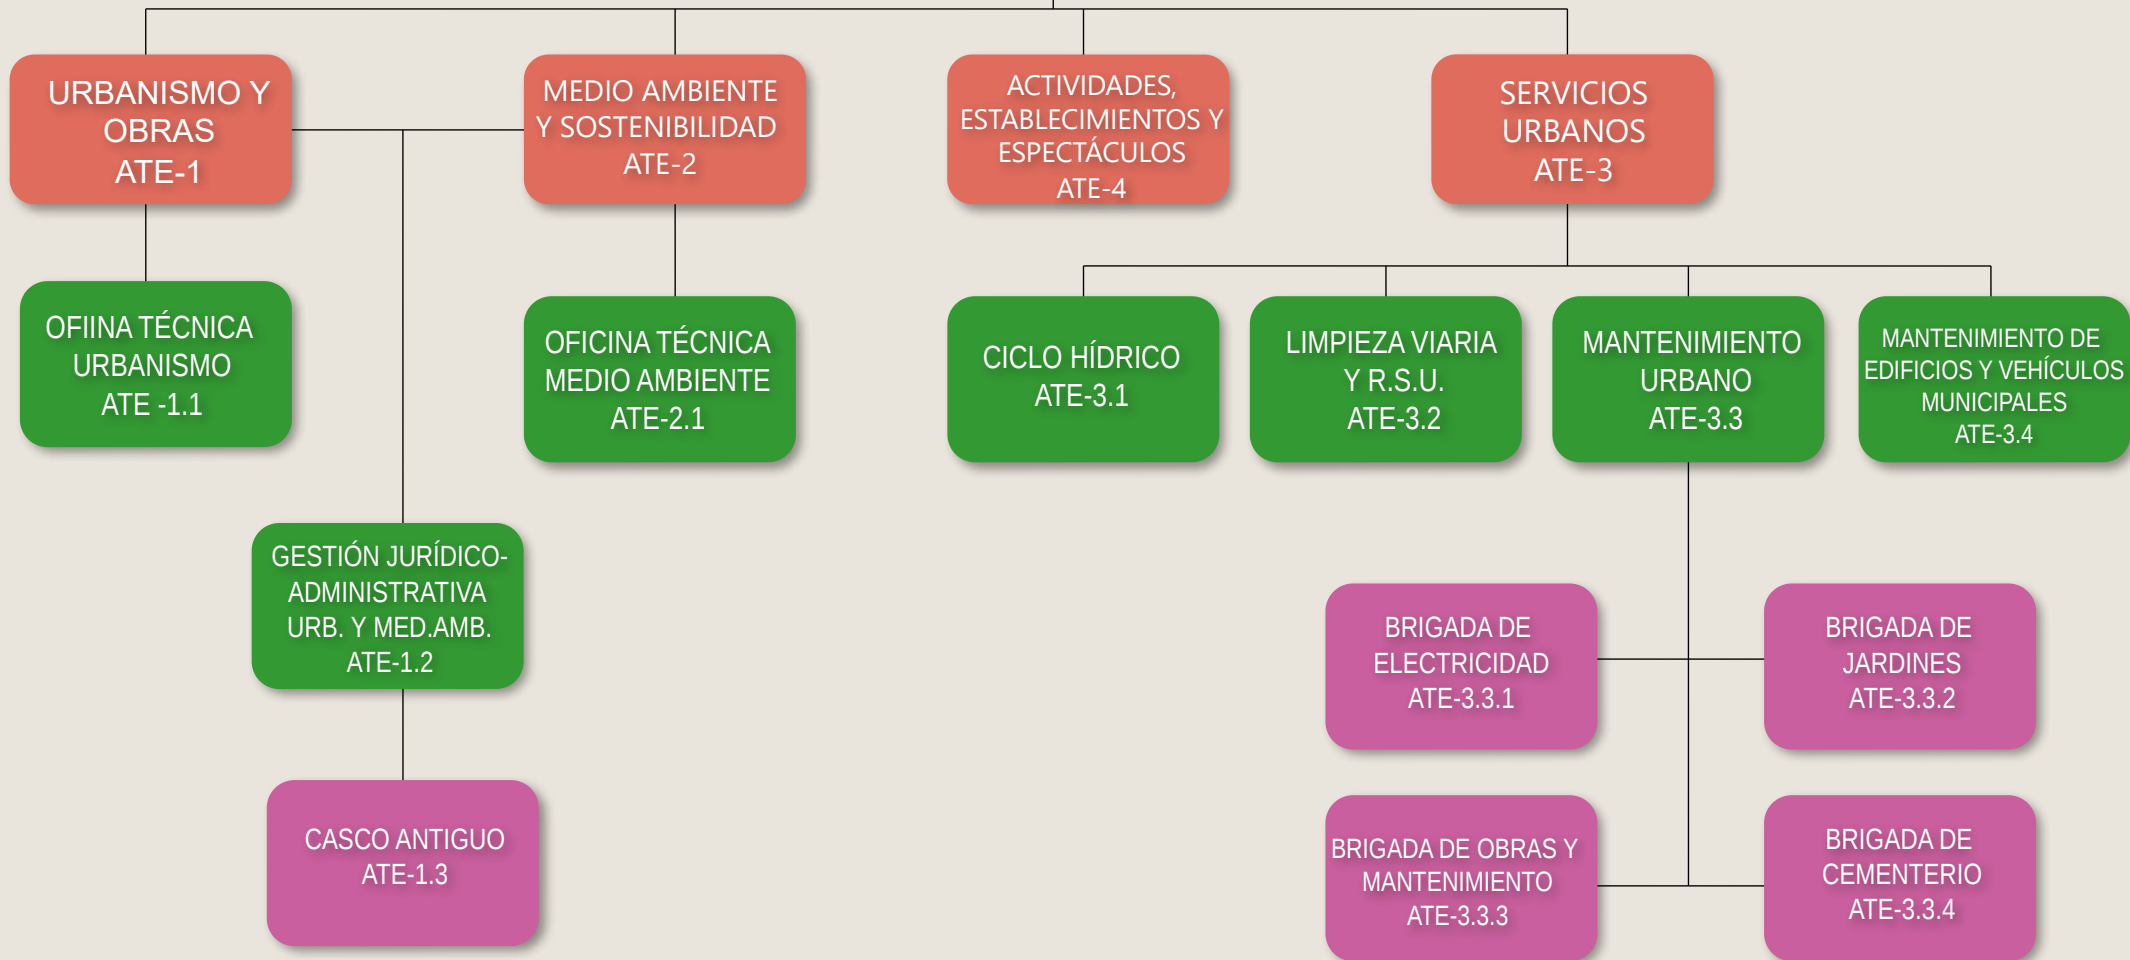 URBANISMO Y
OBRAS
ATE-1
MEDIO AMBIENTE
Y SOSTENIBILIDAD
ATE-2
ACTIVIDADES,
ESTABLECIMIENTOS Y
ESPECTÁCULOS
ATE-4
SERVICIOS
URBANOS
ATE-3
OFIINA TÉCNICA
URBANISMO
ATE -1.1
OFICINA TÉCNICA
MEDIO AMBIENTE
ATE-2.1
CICLO HÍDRICO
ATE-3.1
LIMPIEZA VIARIA
Y R.S.U.
ATE-3.2
MANTENIMIENTO
URBANO
ATE-3.3
MANTENIMIENTO DE
EDIFICIOS Y VEHÍCULOS
MUNICIPALES
ATE-3.4
GESTIÓN JURÍDICO-
ADMINISTRATIVA
URB. Y MED.AMB.
ATE-1.2
BRIGADA DE
ELECTRICIDAD
ATE-3.3.1
BRIGADA DE
JARDINES
ATE-3.3.2
CASCO ANTIGUO
ATE-1.3
BRIGADA DE OBRAS Y
MANTENIMIENTO
ATE-3.3.3
BRIGADA DE
CEMENTERIO
ATE-3.3.4